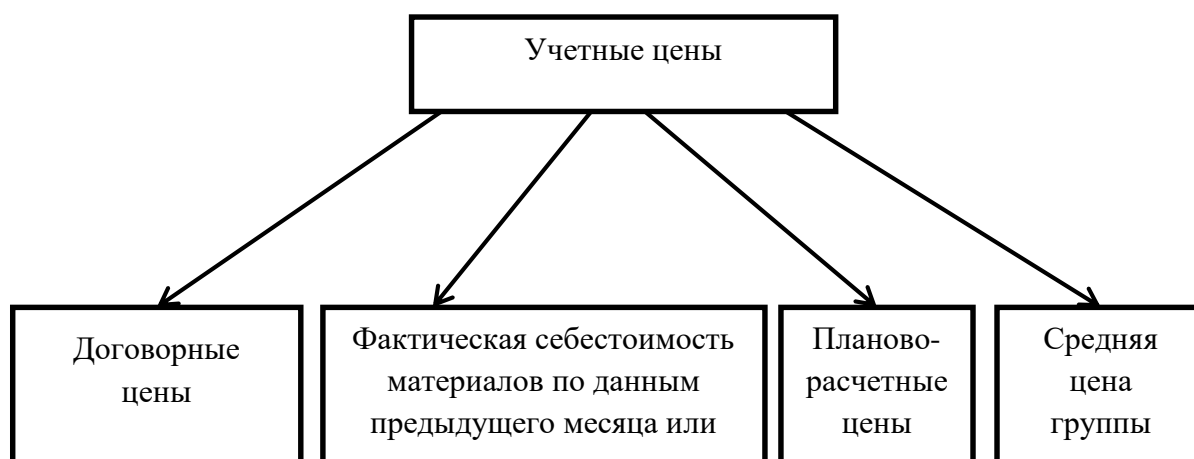 Учетные цены
Договорные
цены
Фактическая себестоимость
материалов по данным
предыдущего месяца или
Планово-
расчетные
цены
Средняя
цена
группы